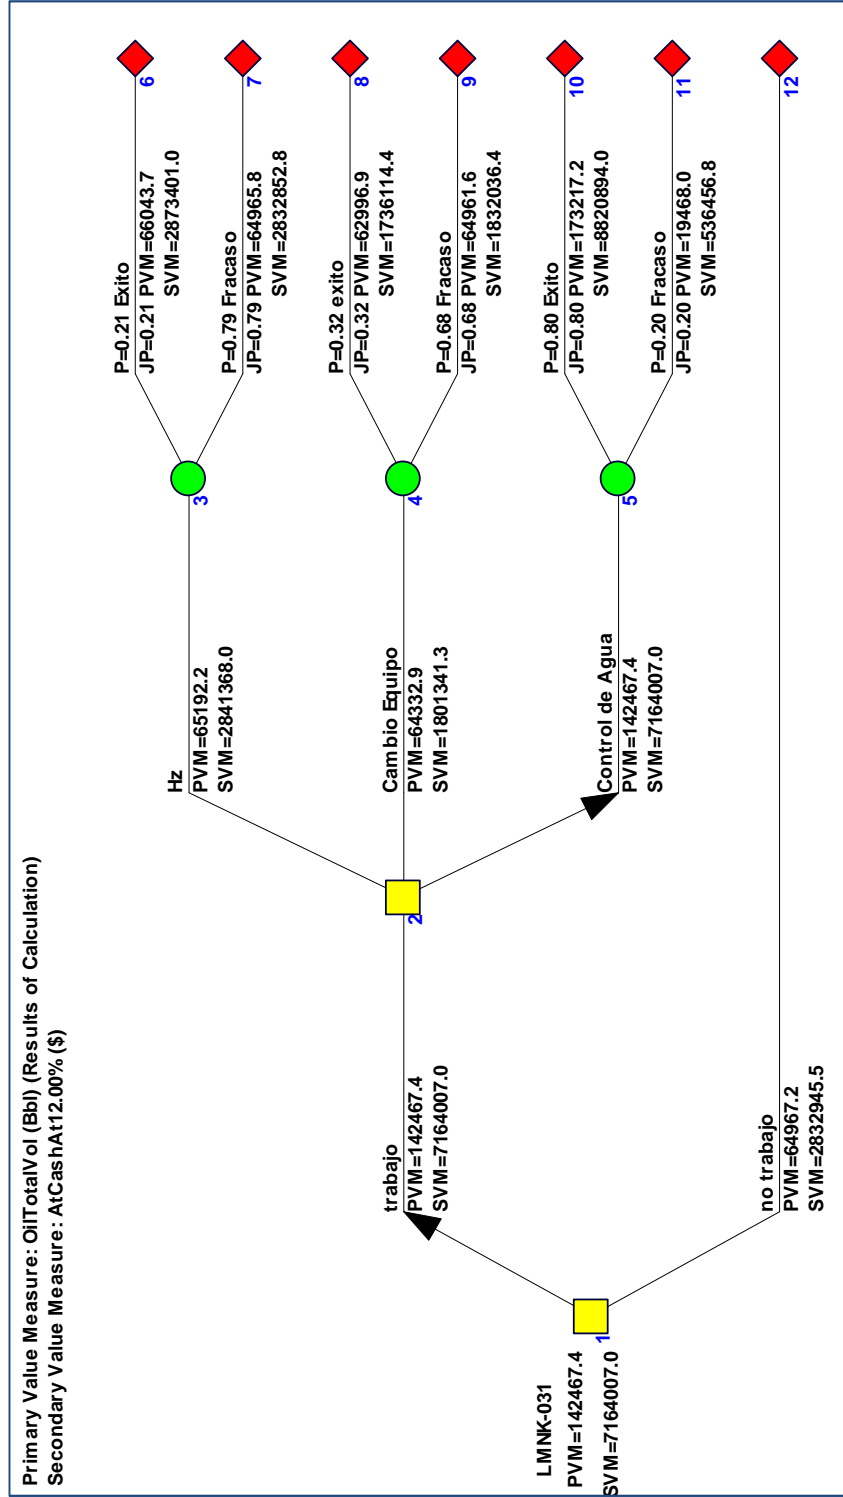 Primary Value Measure: OilTotalVol (Bbl) (Results of Calculation)
Secondary Value Measure: AtCashAt12.00% ($)
LMNK-031
PVM=142467.4
SVM=7164007.0
1
trabajo
PVM=142467.4
SVM=7164007.0
2
Hz
PVM=65192.2
SVM=2841368.0
3
P=0.21 Exito
JP=0.21 PVM=66043.7
SVM=2873401.0
6
P=0.79 Fracaso
JP=0.79 PVM=64965.8
SVM=2832852.8
7
Cambio Equipo
PVM=64332.9
SVM=1801341.3
4
P=0.32 exito
JP=0.32 PVM=62996.9
SVM=1736114.4
8
P=0.68 Fracaso
JP=0.68 PVM=64961.6
SVM=1832036.4
9
Control de Agua
PVM=142467.4
SVM=7164007.0
5
P=0.80 Exito
JP=0.80 PVM=173217.2
SVM=8820894.0
10
P=0.20 Fracaso
JP=0.20 PVM=19468.0
SVM=536456.8
11
no trabajo
PVM=64967.2
SVM=2832945.5
12